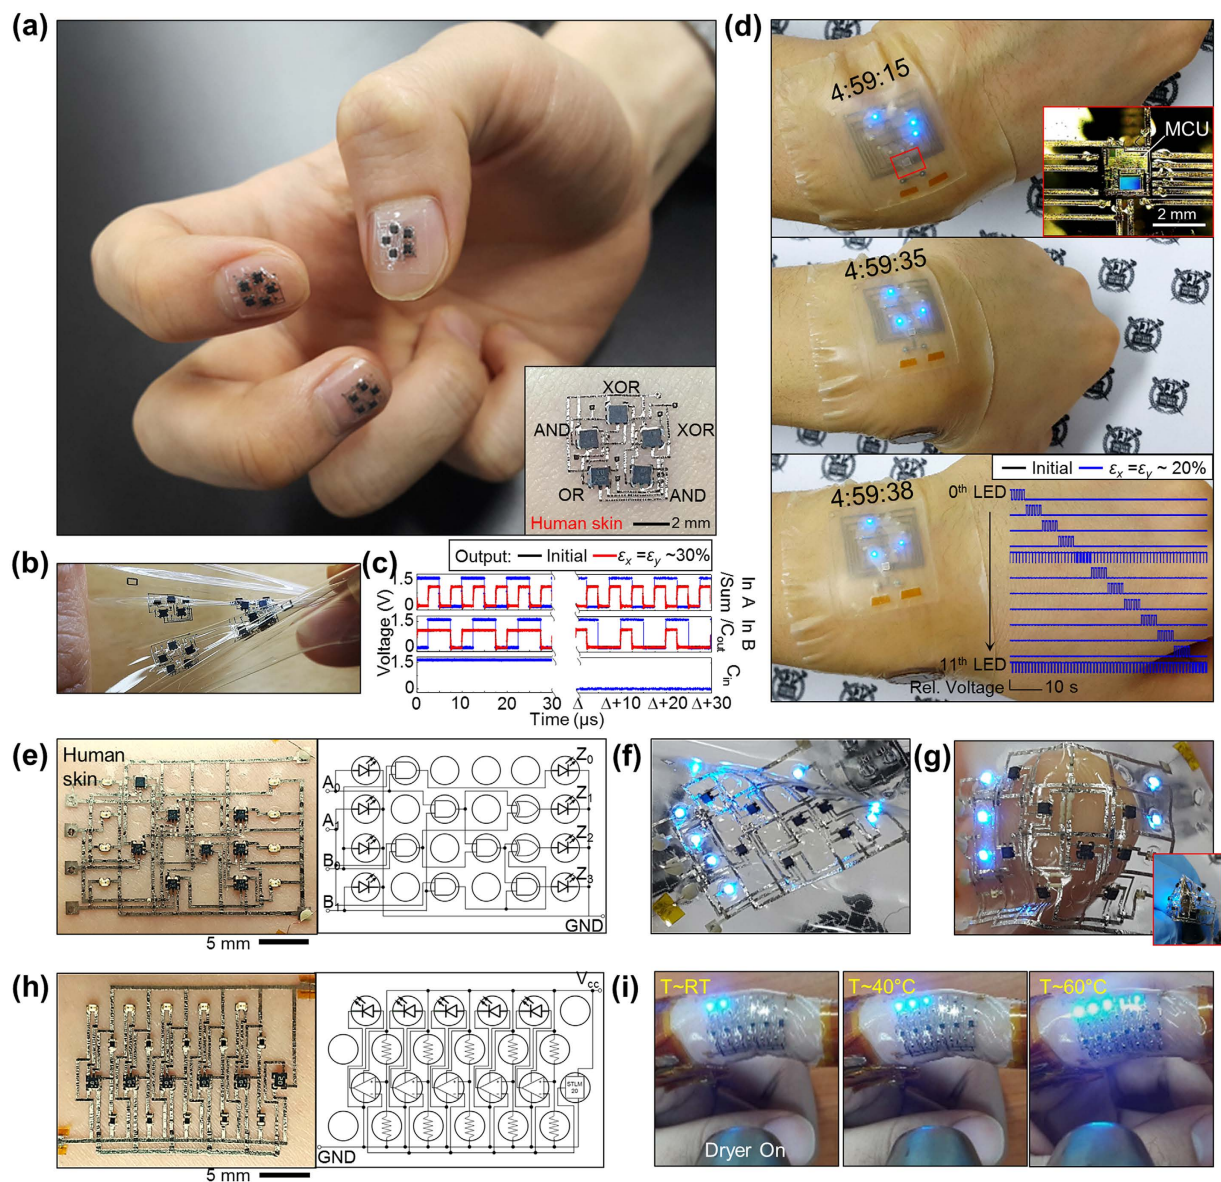 (a)
XOR
AND
XOR
OR
AND
Human skin
2 mm
(b)
(c)
Output: Initial εx =εy ~30%
Voltage (V)
1.5
0
1.5
0
1.5
0
In A
/Sum
In B
/Cout
Cin
0 10 20 30 Δ Δ+10 Δ+20 Δ+30
Time (µs)
(d)
4:59:15
MCU
2 mm
4:59:35
4:59:38
Initial εx =εy ~ 20%
0th LED
11th LED
Rel. Voltage
10 s
(e)
Human
skin
5 mm
A0
A1
B0
B1
Z0
Z1
Z2
Z3
GND
(f)
(g)
(h)
5 mm
Vcc
STLM
20
GND
(i)
T~RT
T~40°C
T~60°C
Dryer On